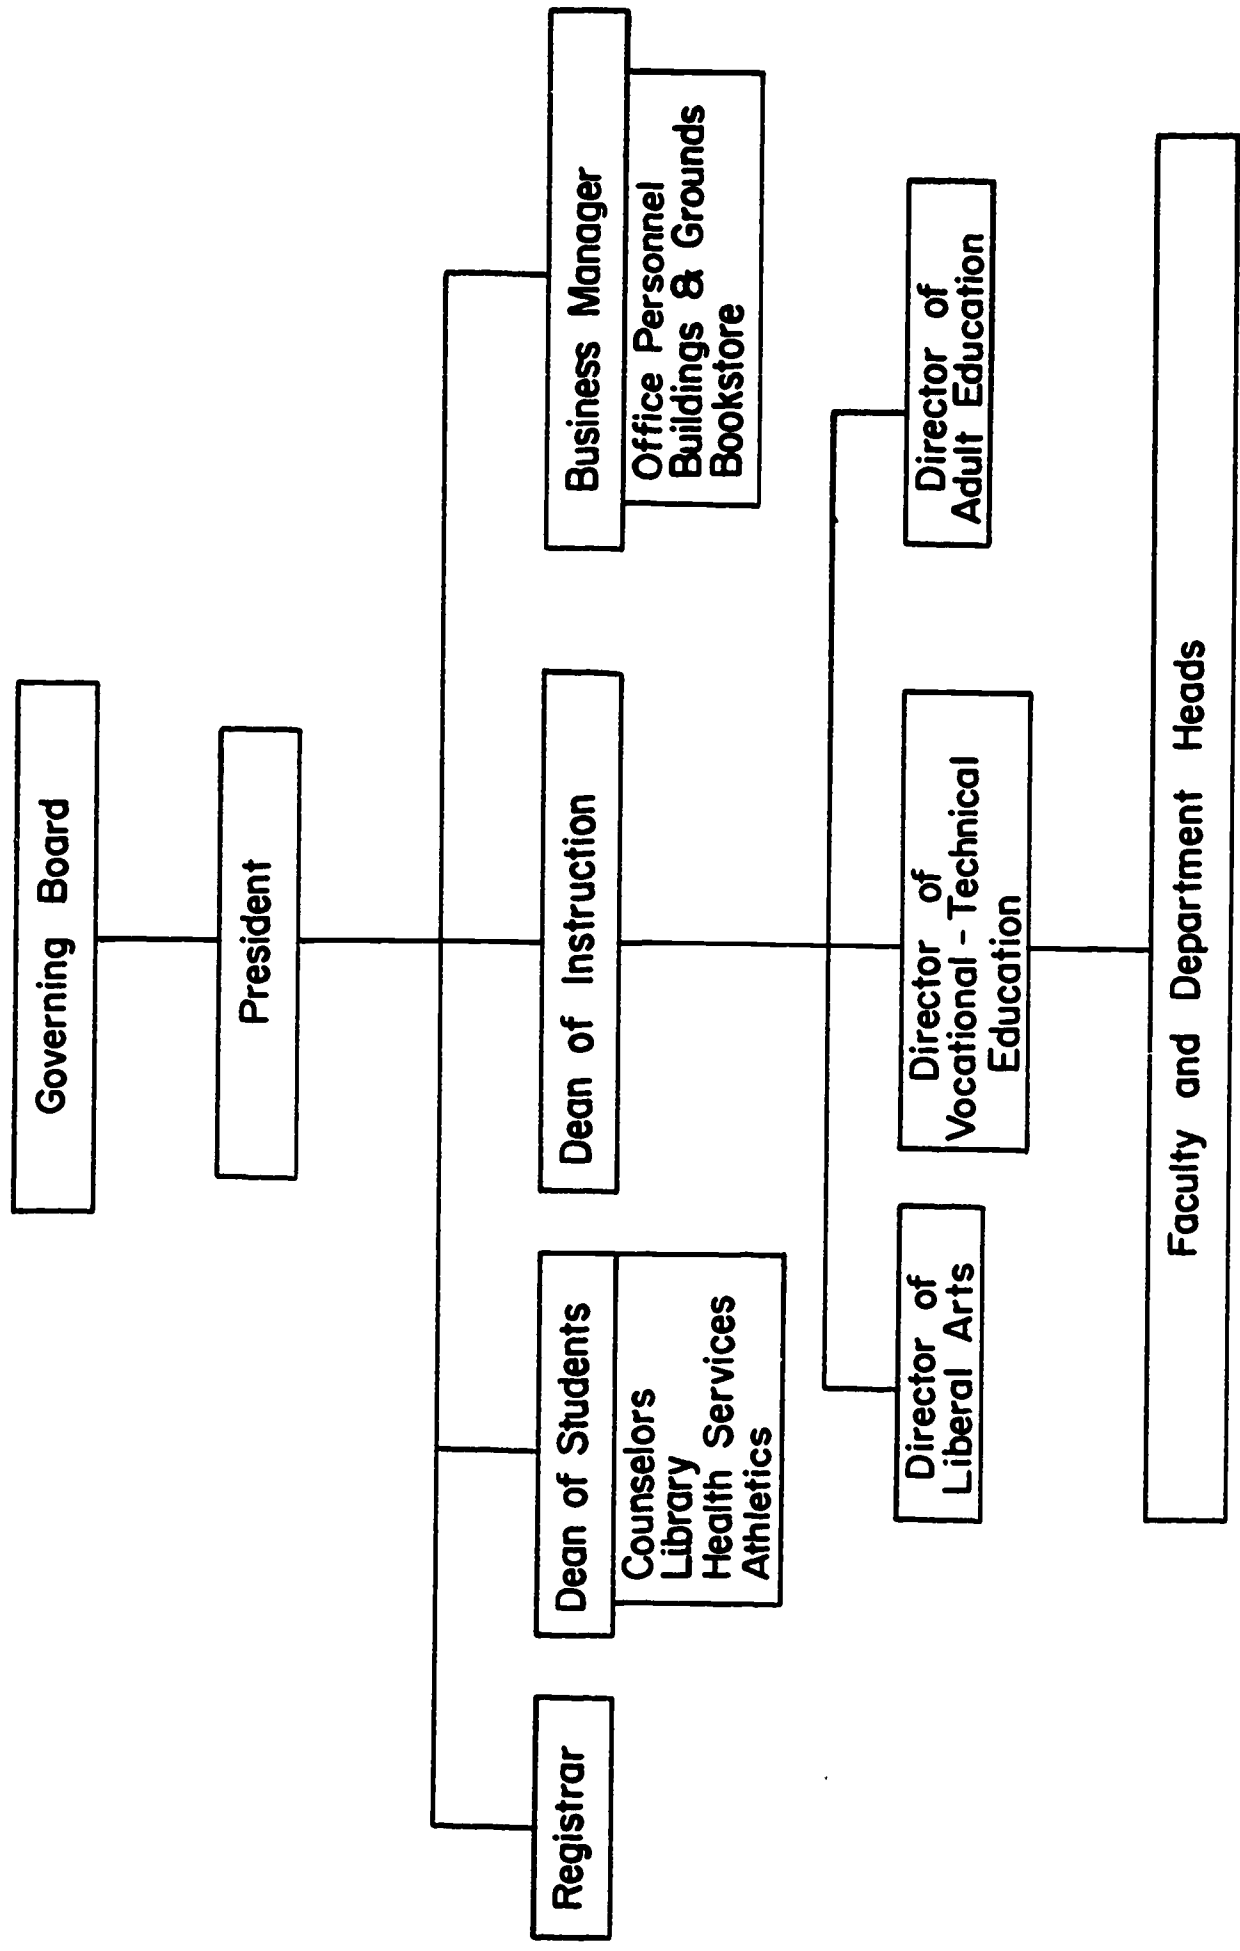 Governing Board
President
Registrar
Dean of Students
Counselors
Library
Health Services
Athletics
Dean of Instruction
Business Manager
Office Personnel
Buildings & Grounds
Bookstore
Director of
Liberal Arts
Director of
Vocational-Technical
Education
Director of
Adult Education
Faculty and Department Heads